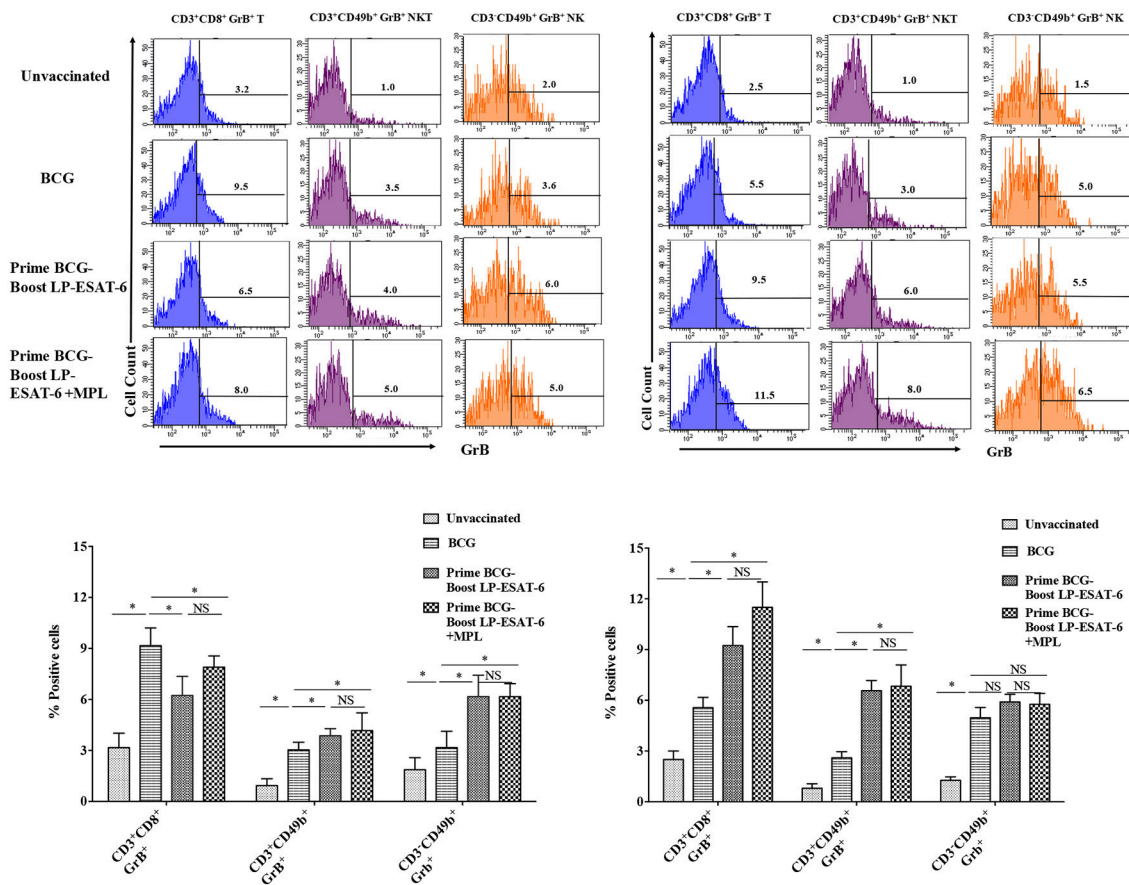 CD3⁺CD8⁺ GrB⁺ T
CD3⁺CD49b⁺ GrB⁺ NKT
CD3⁻CD49b⁺ GrB⁺ NK
CD3⁺CD8⁺ GrB⁺ T
CD3⁺CD49b⁺ GrB⁺ NKT
CD3⁻CD49b⁺ GrB⁺ NK
Unvaccinated
3.2
1.0
2.0
2.5
1.0
1.5
BCG
9.5
3.5
3.6
5.5
3.0
5.0
Prime BCG-
Boost LP-ESAT-6
6.5
4.0
6.0
9.5
6.0
5.5
Prime BCG-
Boost LP-
ESAT-6 +MPL
8.0
5.0
5.0
11.5
8.0
6.5
Cell Count
Cell Count
GrB
GrB
Unvaccinated
BCG
Prime BCG-
Boost LP-ESAT-6
Prime BCG-
Boost LP-ESAT-6
+MPL
% Positive cells
15
12
9
6
3
0
* * NS *
* * NS *
* * NS *
CD3⁺CD8⁺
GrB⁺
CD3⁺CD49b⁺
GrB⁺
CD3⁻CD49b⁺
Grb⁺
Unvaccinated
BCG
Prime BCG-
Boost LP-ESAT-6
Prime BCG-
Boost LP-ESAT-6
+MPL
% Positive cells
15
12
9
6
3
0
* * NS *
* * NS *
* NS NS NS
CD3⁺CD8⁺
GrB⁺
CD3⁺CD49b⁺
GrB⁺
CD3⁻CD49b⁺
Grb⁺